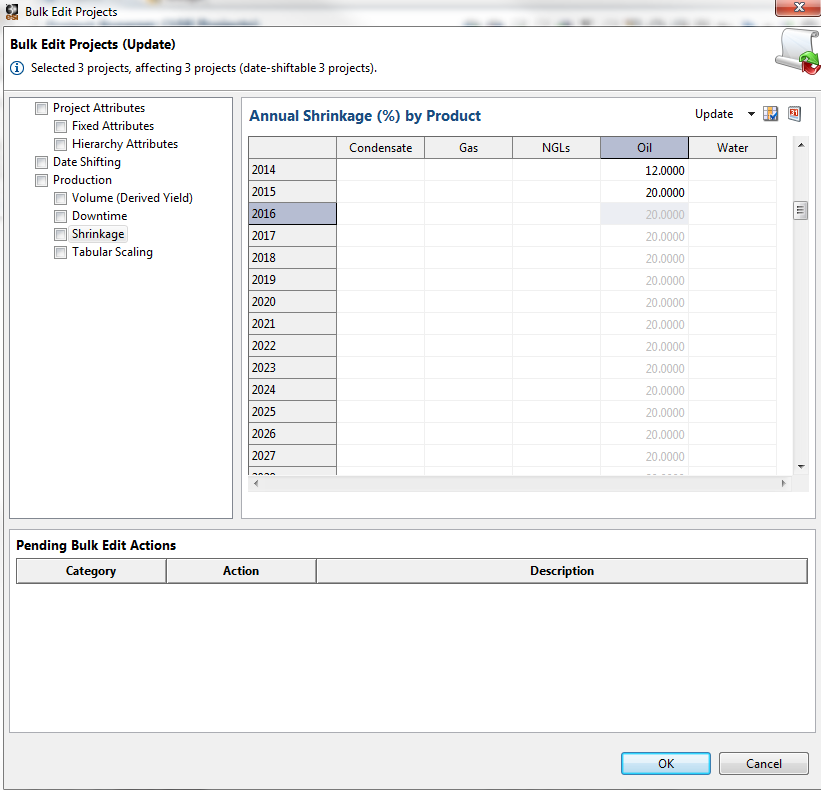 Bulk Edit Projects
Bulk Edit Projects (Update)
Selected 3 projects, affecting 3 projects (date-shiftable 3 projects).
Project Attributes
Fixed Attributes
Hierarchy Attributes
Date Shifting
Production
Volume (Derived Yield)
Downtime
Shrinkage
Tabular Scaling
Annual Shrinkage (%) by Product
Update
Condensate Gas NGLs Oil Water
2014 12.0000
2015 20.0000
2016 20.0000
2017 20.0000
2018 20.0000
2019 20.0000
2020 20.0000
2021 20.0000
2022 20.0000
2023 20.0000
2024 20.0000
2025 20.0000
2026 20.0000
2027 20.0000
Pending Bulk Edit Actions
Category Action Description
OK Cancel